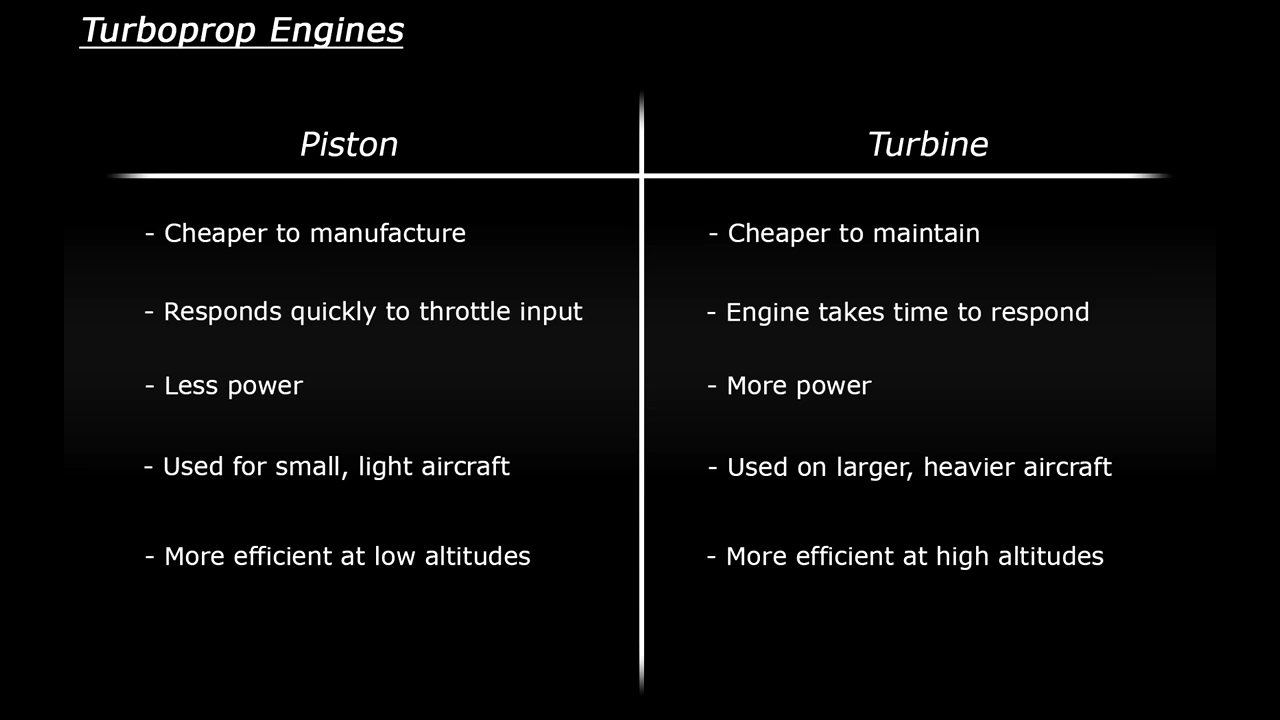 Turboprop Engines
Piston
Turbine
- Cheaper to manufacture
- Cheaper to maintain
- Responds quickly to throttle input
- Engine takes time to respond
- Less power
- More power
- Used for small, light aircraft
- Used on larger, heavier aircraft
- More efficient at low altitudes
- More efficient at high altitudes